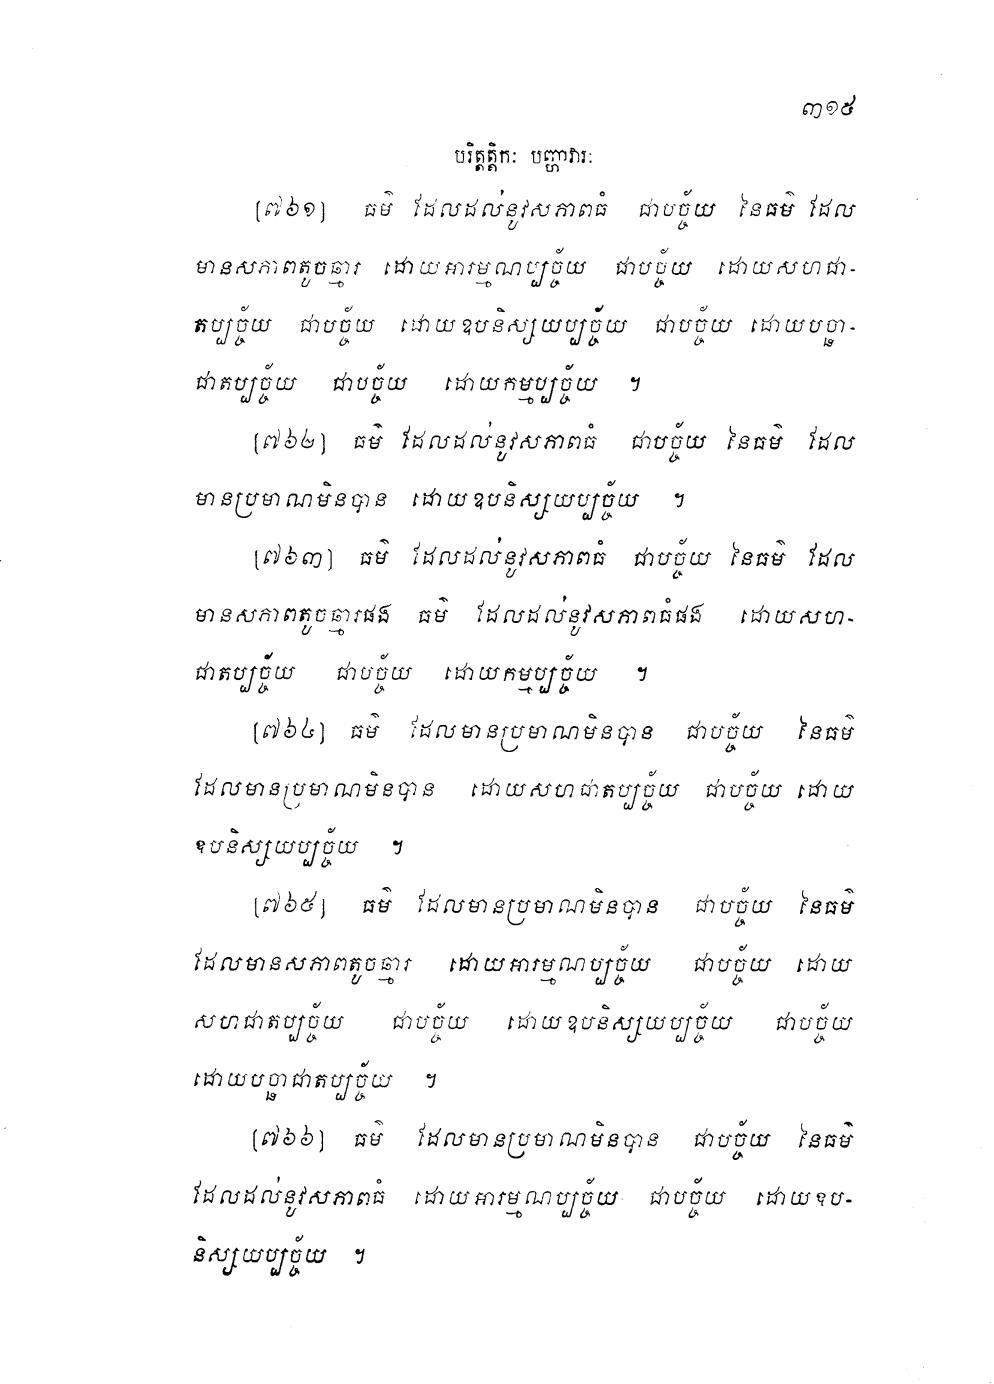 ៣១៥
បរិត្តត្តិកៈ បញ្ហាវារៈ
[៧៦១] ធម៌ ដែលដល់នូវសភាពធំ ជាបច្ច័យ នៃធម៌ ដែល
មានសភាពតូចឆ្មារ ដោយអារម្មណប្បច្ច័យ ជាបច្ច័យ ដោយសហជា-
តប្បច្ច័យ ជាបច្ច័យ ដោយឧបនិស្សយប្បច្ច័យ ជាបច្ច័យ ដោយបច្ឆា-
ជាតប្បច្ច័យ ជាបច្ច័យ ដោយកម្មប្បច្ច័យ ។
[៧៦២] ធម៌ ដែលដល់នូវសភាពធំ ជាបច្ច័យ នៃធម៌ ដែល
មានប្រមាណមិនបាន ដោយឧបនិស្សយប្បច្ច័យ ។
[៧៦៣] ធម៌ ដែលដល់នូវសភាពធំ ជាបច្ច័យ នៃធម៌ ដែល
មានសភាពតូចឆ្មារផង ធម៌ ដែលដល់នូវសភាពធំផង ដោយសហ-
ជាតប្បច្ច័យ ជាបច្ច័យ ដោយកម្មប្បច្ច័យ ។
[៧៦៤] ធម៌ ដែលមានប្រមាណមិនបាន ជាបច្ច័យ នៃធម៌
ដែលមានប្រមាណមិនបាន ដោយសហជាតប្បច្ច័យ ជាបច្ច័យ ដោយ
ឧបនិស្សយប្បច្ច័យ ។
[៧៦៥] ធម៌ ដែលមានប្រមាណមិនបាន ជាបច្ច័យ នៃធម៌
ដែលមានសភាពតូចឆ្មារ ដោយអារម្មណប្បច្ច័យ ជាបច្ច័យ ដោយ
សហជាតប្បច្ច័យ ជាបច្ច័យ ដោយឧបនិស្សយប្បច្ច័យ ជាបច្ច័យ
ដោយបច្ឆាជាតប្បច្ច័យ ។
[៧៦៦] ធម៌ ដែលមានប្រមាណមិនបាន ជាបច្ច័យ នៃធម៌
ដែលដល់នូវសភាពធំ ដោយអារម្មណប្បច្ច័យ ជាបច្ច័យ ដោយឧប-
និស្សយប្បច្ច័យ ។